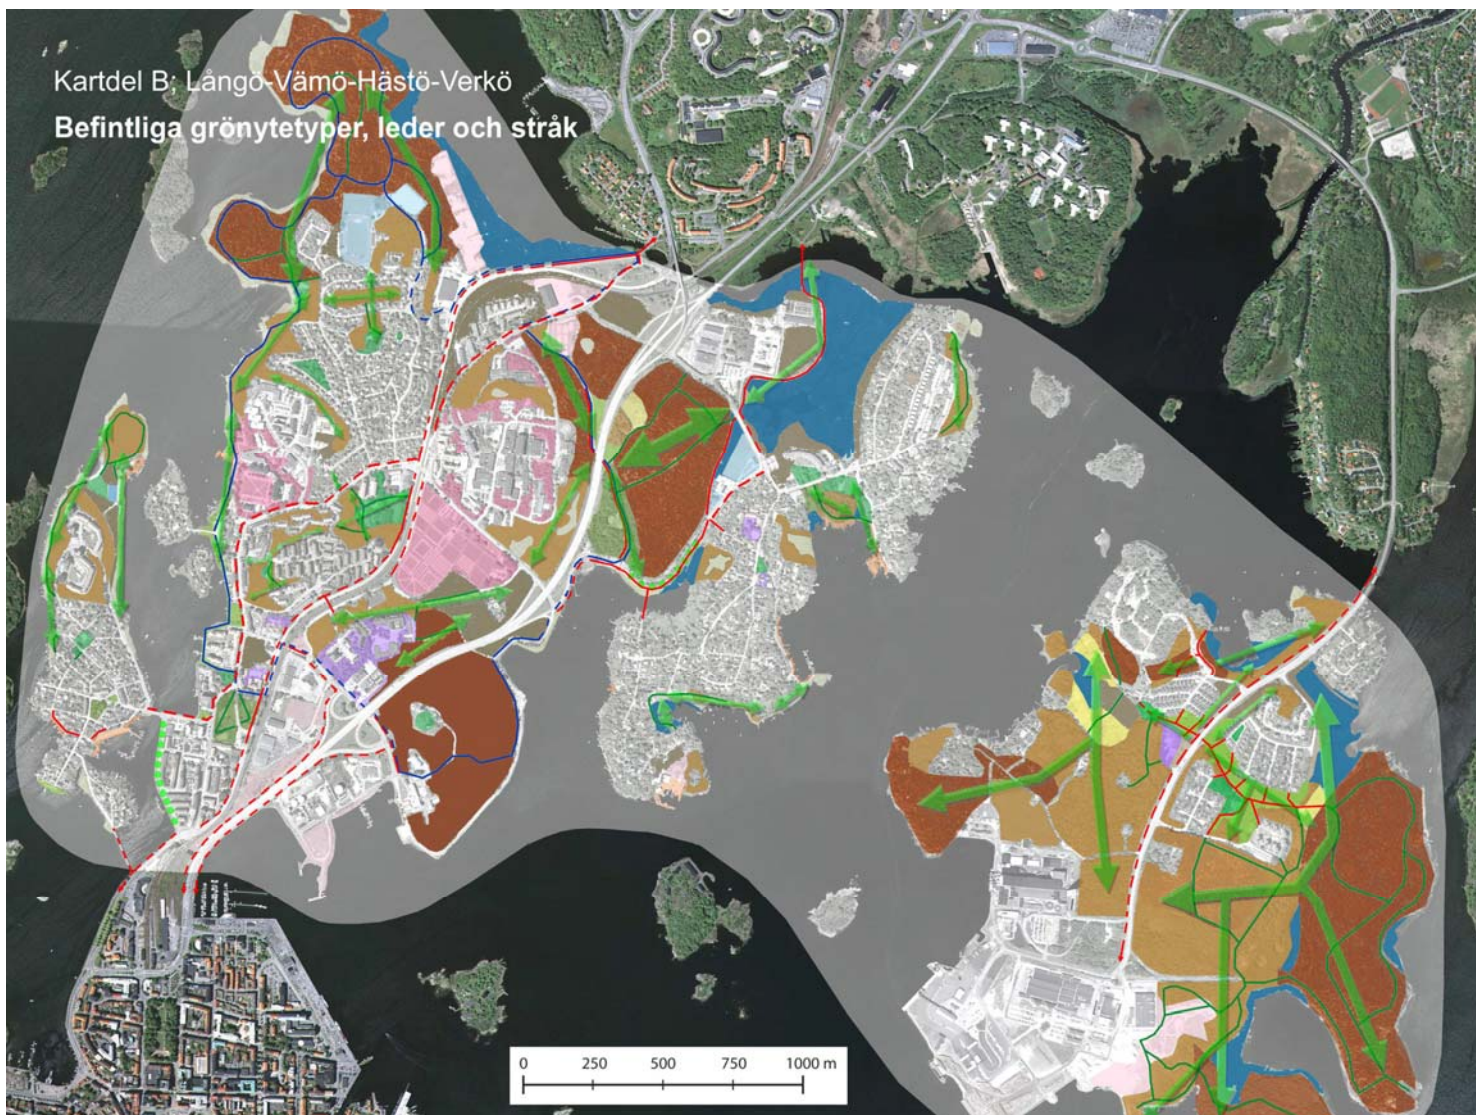 Kartdel B; Långö-Vämö-Hästö-Verkö
Befintliga grönytetyper, leder och stråk
0 250 500 750 1000 m